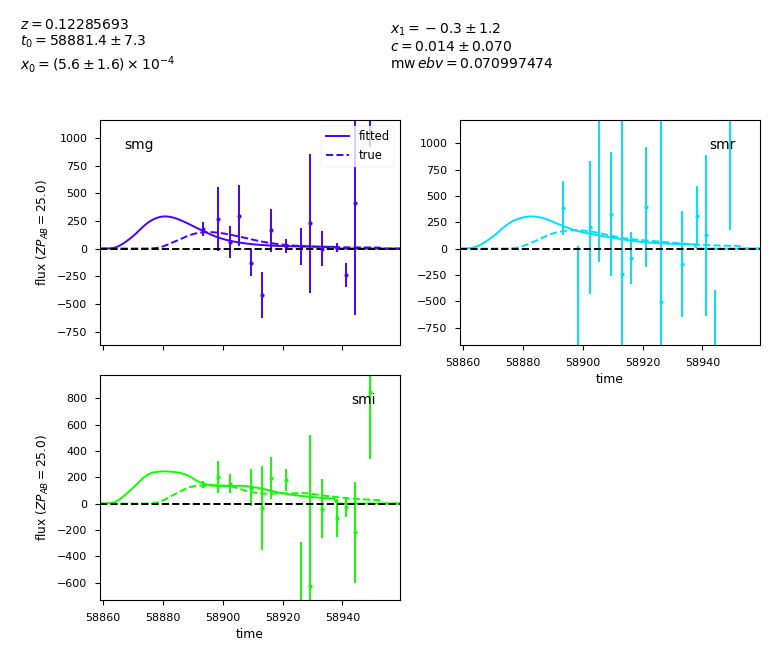 z = 0.12285693
t₀ = 58881.4 ± 7.3
x₀ = (5.6 ± 1.6) × 10⁻⁴
x₁ = −0.3 ± 1.2
c = 0.014 ± 0.070
mw ebv = 0.070997474
smg
fitted
true
1000
750
500
250
0
−250
−500
−750
flux (ZP_AB = 25.0)
smr
1000
750
500
250
0
−250
−500
−750
58860 58880 58900 58920 58940
time
smi
800
600
400
200
0
−200
−400
−600
flux (ZP_AB = 25.0)
58860 58880 58900 58920 58940
time